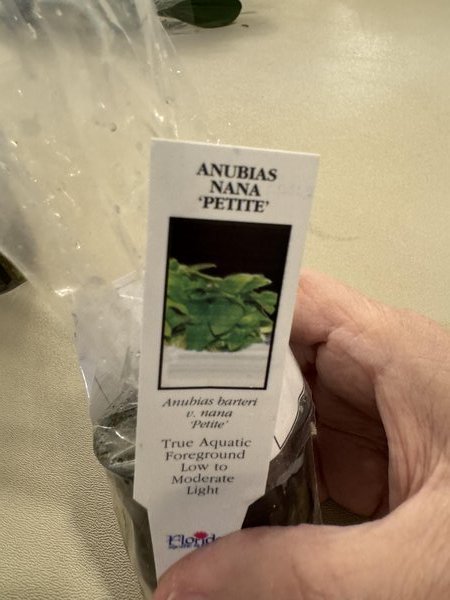 ANUBIAS
NANA
'PETITE'
Anubias barteri
v. nana
'Petite'
True Aquatic
Foreground
Low to
Moderate
Light